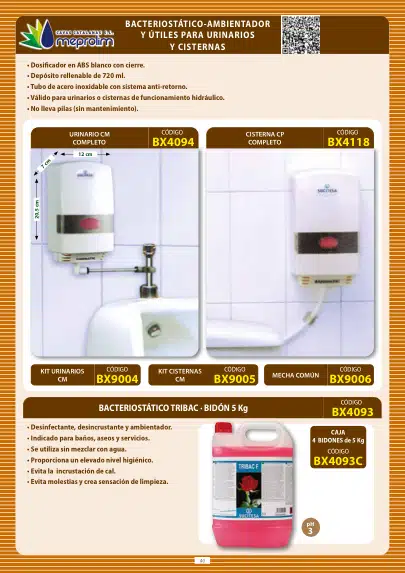 CAYAS CATALANAS S.L.
meprolim
BACTERIOSTÁTICO-AMBIENTADOR
Y ÚTILES PARA URINARIOS
Y CISTERNAS
• Dosificador en ABS blanco con cierre.
• Depósito rellenable de 720 ml.
• Tubo de acero inoxidable con sistema anti-retorno.
• Válido para urinarios o cisternas de funcionamiento hidráulico.
• No lleva pilas (sin mantenimiento).
URINARIO CM
COMPLETO
CÓDIGO
BX4094
CISTERNA CP
COMPLETO
CÓDIGO
BX4118
7 cm
12 cm
20,5 cm
KIT URINARIOS
CM
CÓDIGO
BX9004
KIT CISTERNAS
CM
CÓDIGO
BX9005
MECHA COMÚN
CÓDIGO
BX9006
BACTERIOSTÁTICO TRIBAC - BIDÓN 5 Kg
CÓDIGO
BX4093
• Desinfectante, desincrustante y ambientador.
• Indicado para baños, aseos y servicios.
• Se utiliza sin mezclar con agua.
• Proporciona un elevado nivel higiénico.
• Evita la incrustación de cal.
• Evita molestias y crea sensación de limpieza.
TRIBAC F
CAJA
4 BIDONES de 5 Kg
CÓDIGO
BX4093C
pH
3